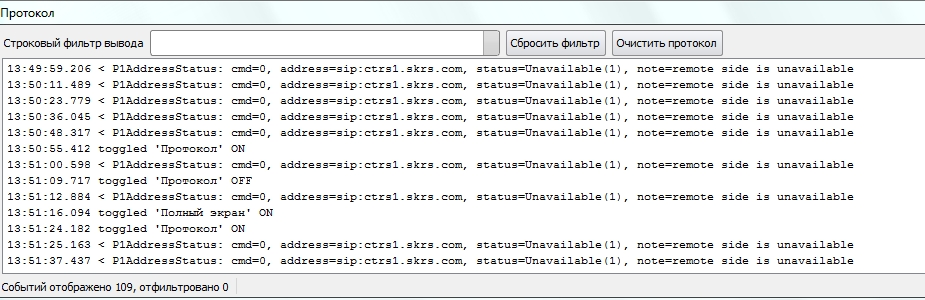 Протокол
Строковый фильтр вывода Сбросить фильтр Очистить протокол
13:49:59.206 < P1AddressStatus: cmd=0, address=sip:ctrs1.skrs.com, status=Unavailable(1), note=remote side is unavailable
13:50:11.489 < P1AddressStatus: cmd=0, address=sip:ctrs1.skrs.com, status=Unavailable(1), note=remote side is unavailable
13:50:23.779 < P1AddressStatus: cmd=0, address=sip:ctrs1.skrs.com, status=Unavailable(1), note=remote side is unavailable
13:50:36.045 < P1AddressStatus: cmd=0, address=sip:ctrs1.skrs.com, status=Unavailable(1), note=remote side is unavailable
13:50:48.317 < P1AddressStatus: cmd=0, address=sip:ctrs1.skrs.com, status=Unavailable(1), note=remote side is unavailable
13:50:55.412 toggled 'Протокол' ON
13:51:00.598 < P1AddressStatus: cmd=0, address=sip:ctrs1.skrs.com, status=Unavailable(1), note=remote side is unavailable
13:51:09.717 toggled 'Протокол' OFF
13:51:12.884 < P1AddressStatus: cmd=0, address=sip:ctrs1.skrs.com, status=Unavailable(1), note=remote side is unavailable
13:51:16.094 toggled 'Полный экран' ON
13:51:24.182 toggled 'Протокол' ON
13:51:25.163 < P1AddressStatus: cmd=0, address=sip:ctrs1.skrs.com, status=Unavailable(1), note=remote side is unavailable
13:51:37.437 < P1AddressStatus: cmd=0, address=sip:ctrs1.skrs.com, status=Unavailable(1), note=remote side is unavailable
Событий отображено 109, отфильтровано 0